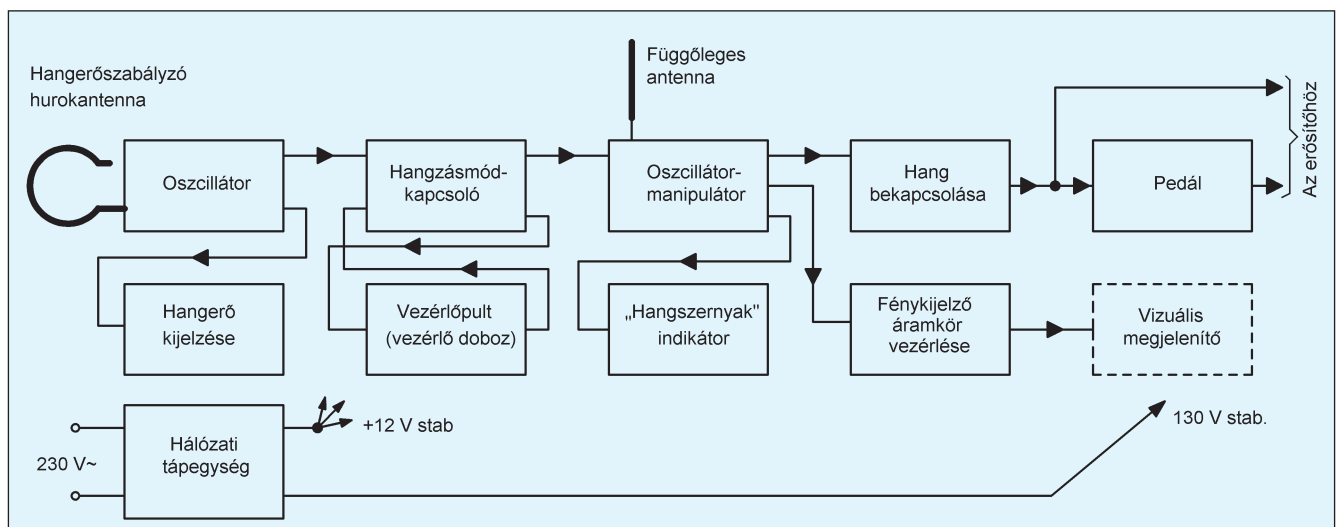 Hangerőszabályzó
hurokantenna
Függőleges
antenna
Az erősítőhöz
Oszcillátor
Hangzásmód-
kapcsoló
Oszcillátor-
manipulátor
Hang
bekapcsolása
Pedál
Hangerő
kijelzése
Vezérlőpult
(vezérlő doboz)
„Hangszernyak"
indikátor
Fénykijelző
áramkör
vezérlése
Vizuális
megjelenítő
230 V~
Hálózati
tápegység
+12 V stab
130 V stab.